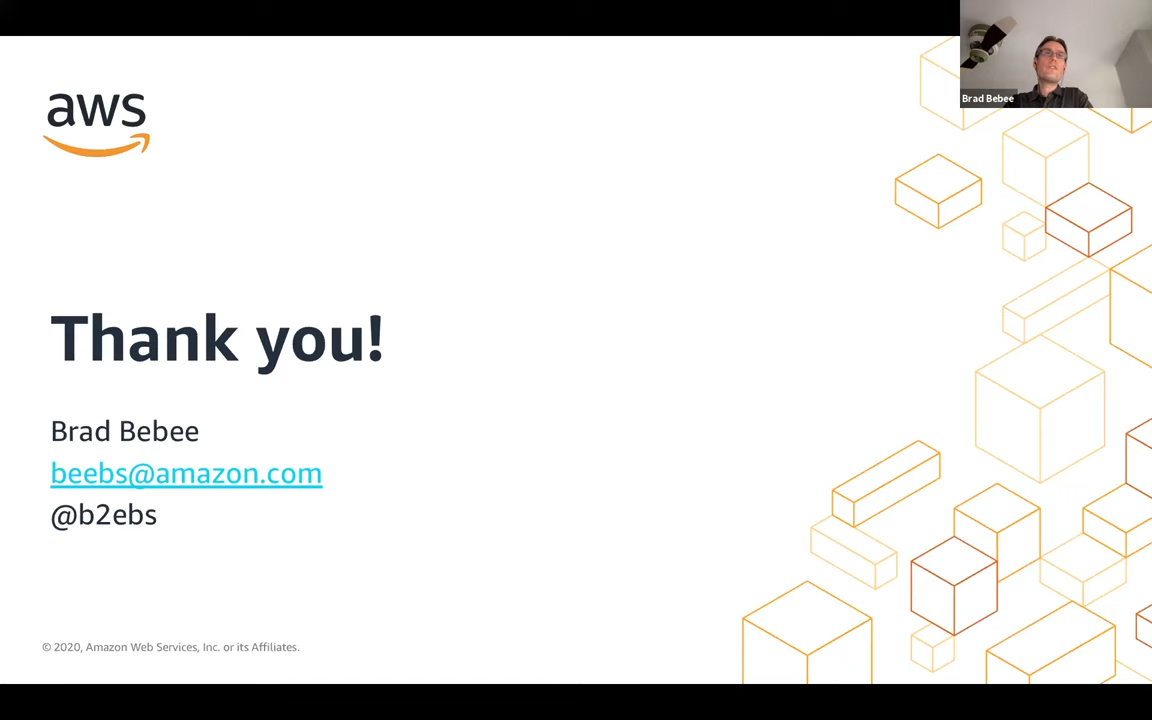 aws
Brad Bebee
Thank you!
Brad Bebee
beebs@amazon.com
@b2ebs
© 2020, Amazon Web Services, Inc. or its Affiliates.